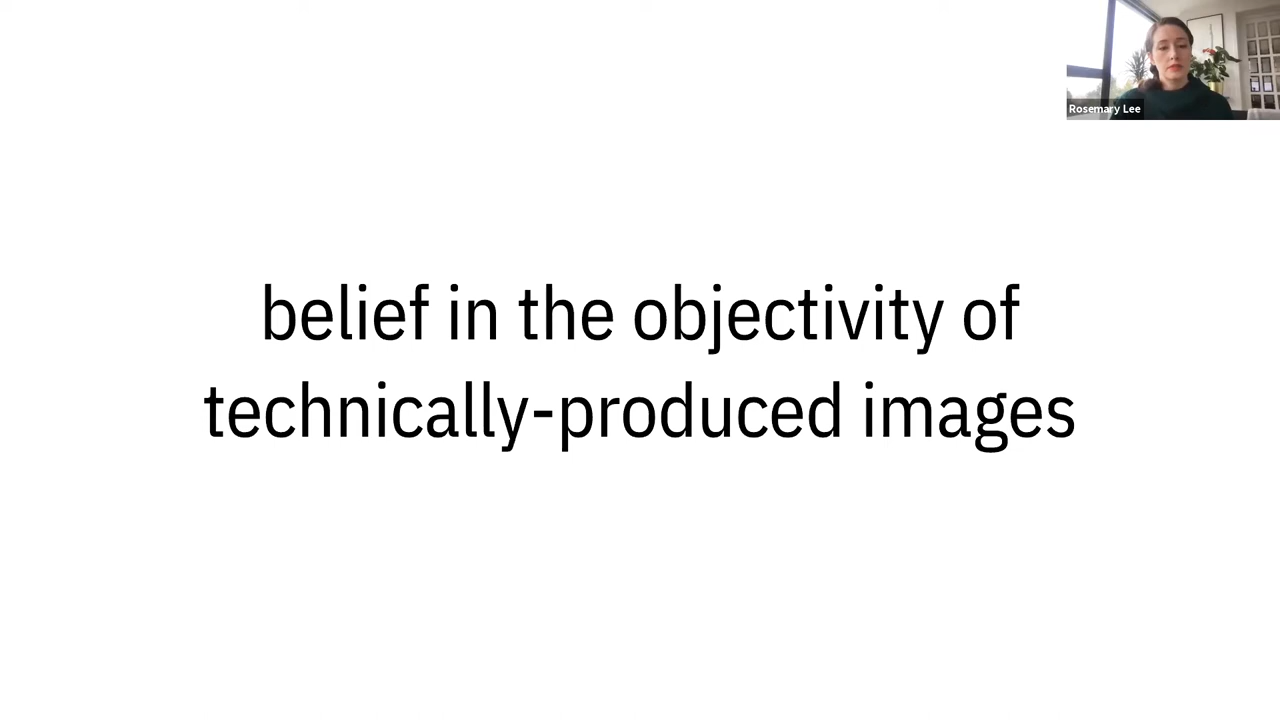 Rosemary Lee
belief in the objectivity of
technically-produced images